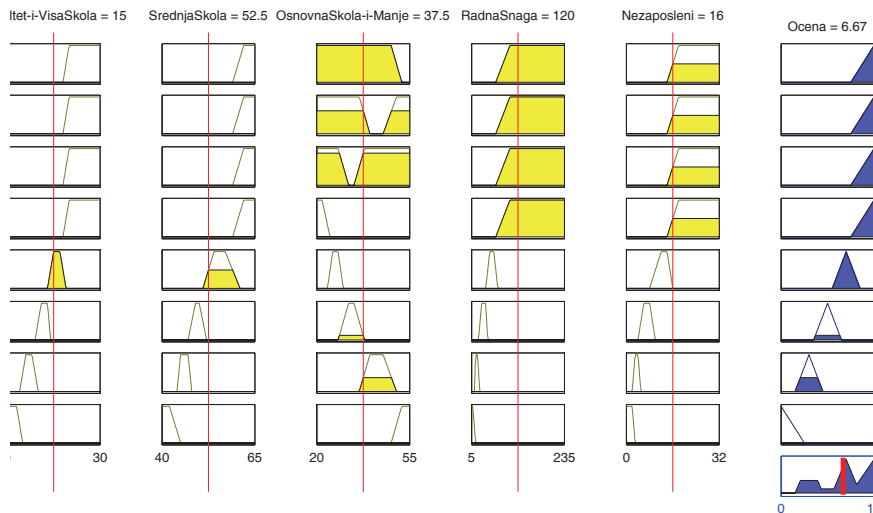 ltet-i-VisaSkola = 15 SrednjaSkola = 52.5 OsnovnaSkola-i-Manje = 37.5 RadnaSnaga = 120 Nezaposleni = 16 Ocena = 6.67
30 40 65 20 55 5 235 0 32
0 1